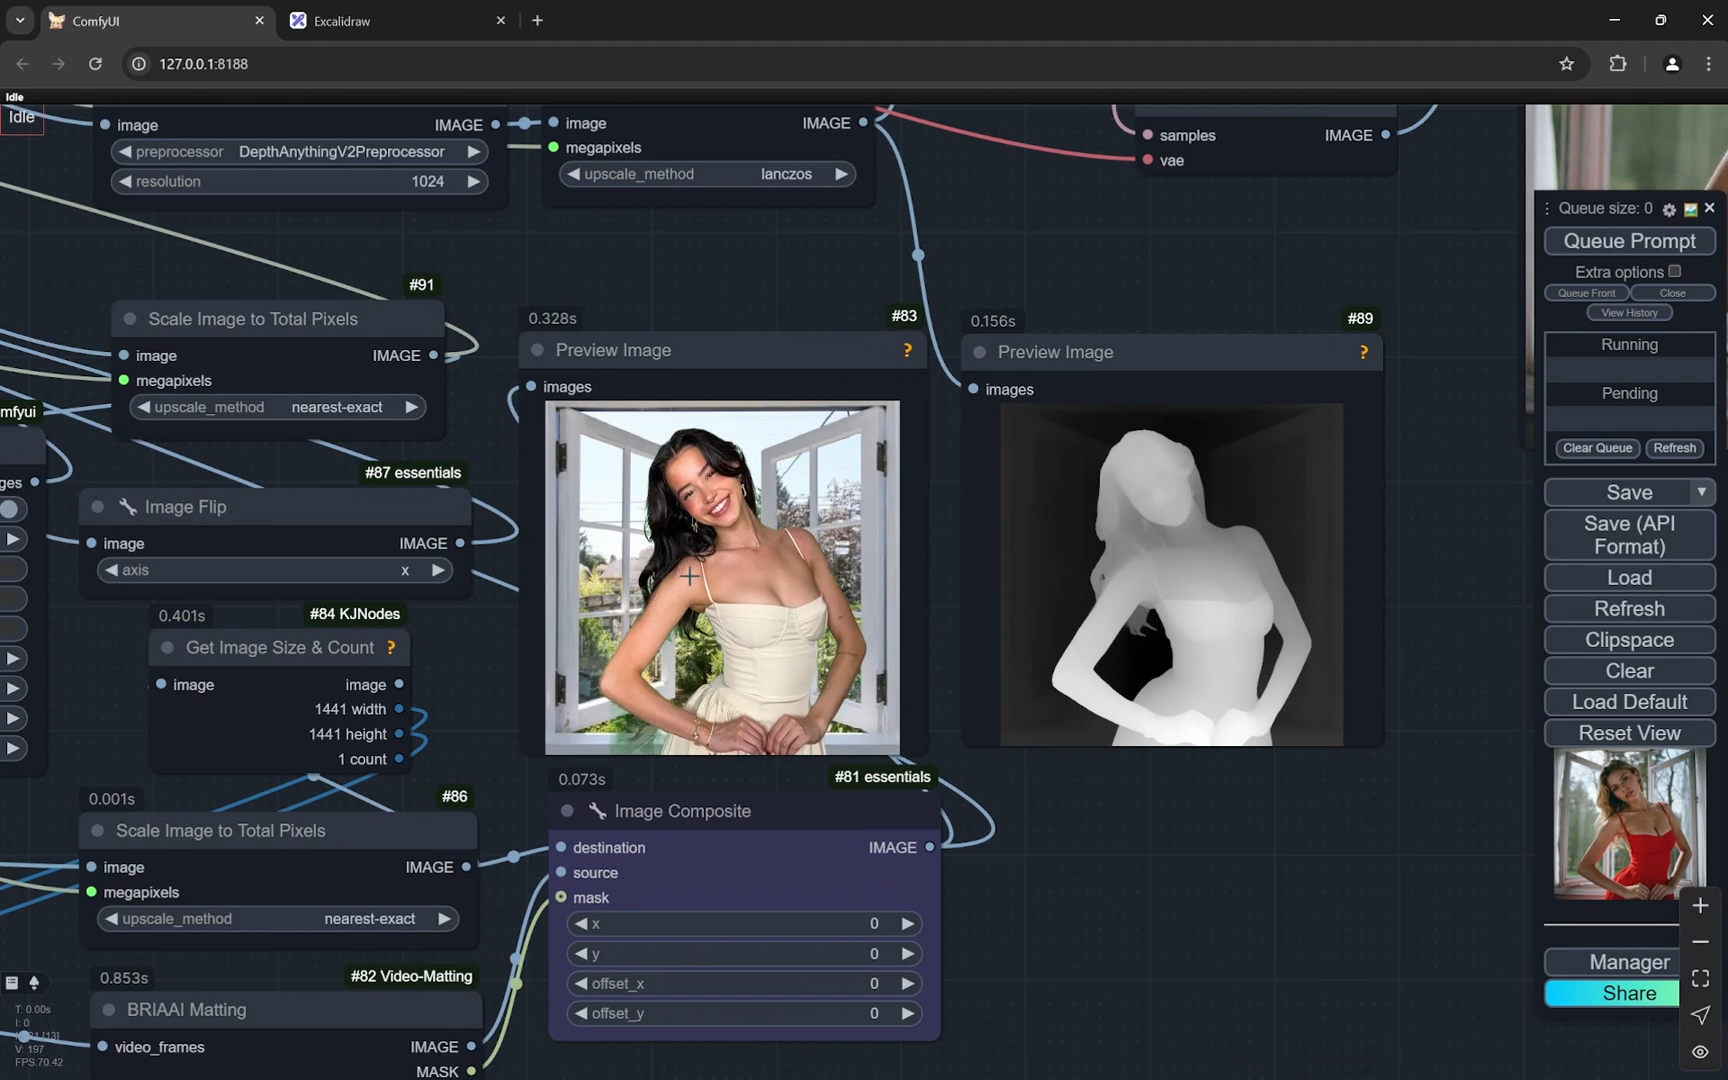 ComfyUI
Excalidraw
127.0.0.1:8188
Idle
Idle
image IMAGE
preprocessor DepthAnythingV2Preprocessor
resolution 1024
image IMAGE
megapixels
upscale_method lanczos
samples IMAGE
vae
#91
Scale Image to Total Pixels
image IMAGE
megapixels
upscale_method nearest-exact
mfyui
ges
#87 essentials
Image Flip
image IMAGE
axis x
0.401s #84 KJNodes
Get Image Size & Count ?
image image
1441 width
1441 height
1 count
0.001s #86
Scale Image to Total Pixels
image IMAGE
megapixels
upscale_method nearest-exact
0.853s #82 Video-Matting
BRIAAI Matting
video_frames IMAGE
MASK
T: 0.00s
I: 0
V: 197
FPS:70.42
0.328s #83
Preview Image ?
images
0.156s #89
Preview Image ?
images
0.073s #81 essentials
Image Composite
destination IMAGE
source
mask
x 0
y 0
offset_x 0
offset_y 0
Queue size: 0
Queue Prompt
Extra options
Queue Front Close
View History
Running
Pending
Clear Queue Refresh
Save
Save (API
Format)
Load
Refresh
Clipspace
Clear
Load Default
Reset View
Manager
Share